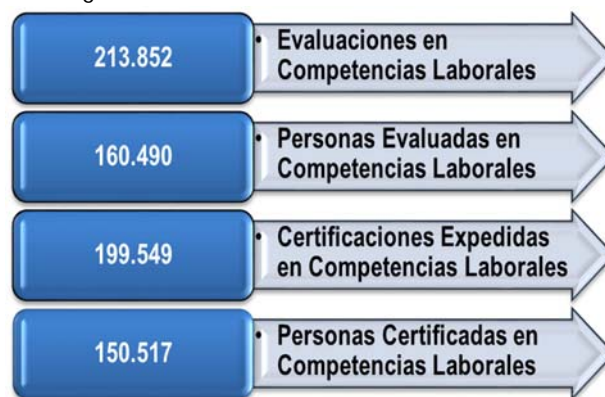 213.852
• Evaluaciones en
Competencias Laborales
160.490
• Personas Evaluadas en
Competencias Laborales
199.549
• Certificaciones Expedidas
en Competencias Laborales
150.517
• Personas Certificadas en
Competencias Laborales